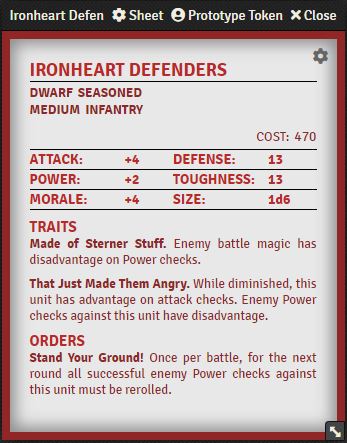 Ironheart Defen Sheet Prototype Token Close
IRONHEART DEFENDERS
DWARF SEASONED
MEDIUM INFANTRY
COST: 470
ATTACK: +4 DEFENSE: 13
POWER: +2 TOUGHNESS: 13
MORALE: +4 SIZE: 1d6
TRAITS
Made of Sterner Stuff. Enemy battle magic has
disadvantage on Power checks.
That Just Made Them Angry. While diminished, this
unit has advantage on attack checks. Enemy Power
checks against this unit have disadvantage.
ORDERS
Stand Your Ground! Once per battle, for the next
round all successful enemy Power checks against
this unit must be rerolled.